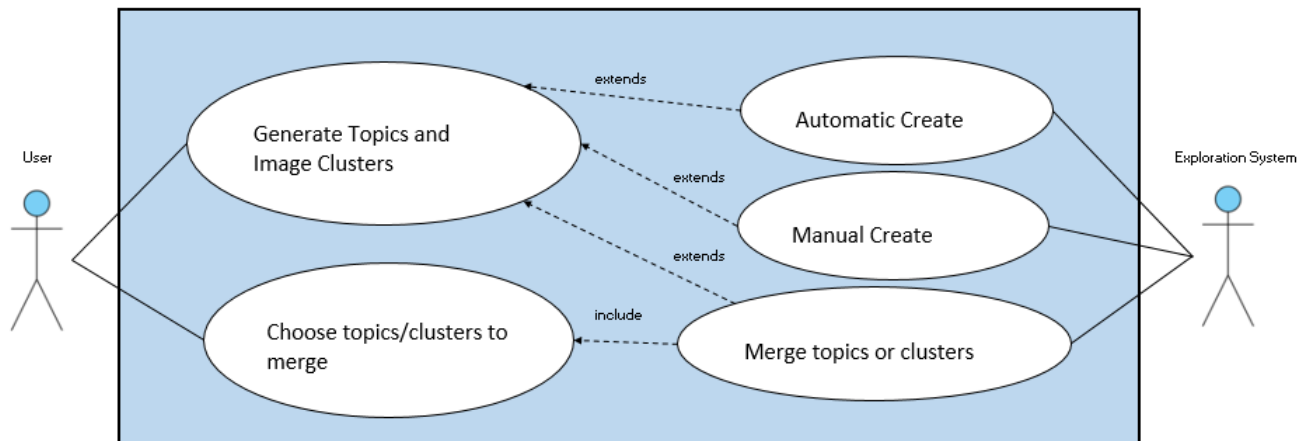 extends
Automatic Create
Generate Topics and
Image Clusters
User
Exploration System
extends
Manual Create
extends
include
Choose topics/clusters to
merge
Merge topics or clusters